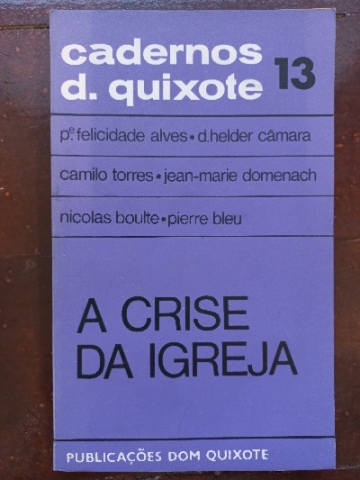 cadernos
d. quixote 13
pᵉ. felicidade alves • d. helder câmara
camilo torres • jean-marie domenach
nicolas boulte • pierre bleu
A CRISE
DA IGREJA
PUBLICAÇÕES DOM QUIXOTE